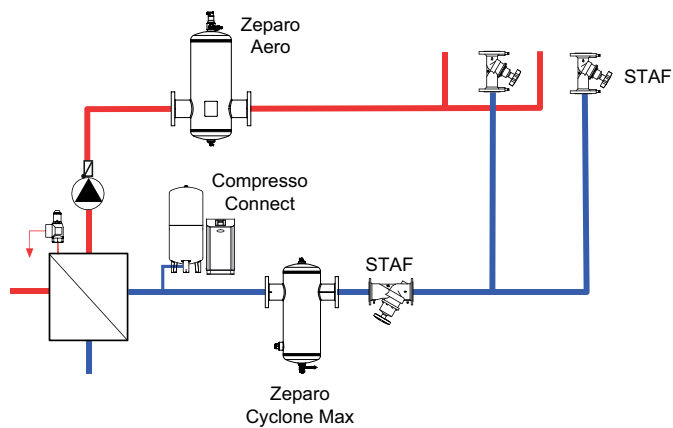 Zeparo
Aero
STAF
Compresso
Connect
STAF
Zeparo
Cyclone Max